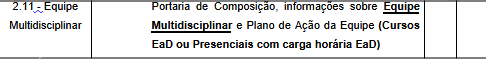 2.11 - Equipe
Multidisciplinar
Portaria de Composição, informações sobre Equipe
Multidisciplinar e Plano de Ação da Equipe (Cursos
EaD ou Presenciais com carga horária EaD)